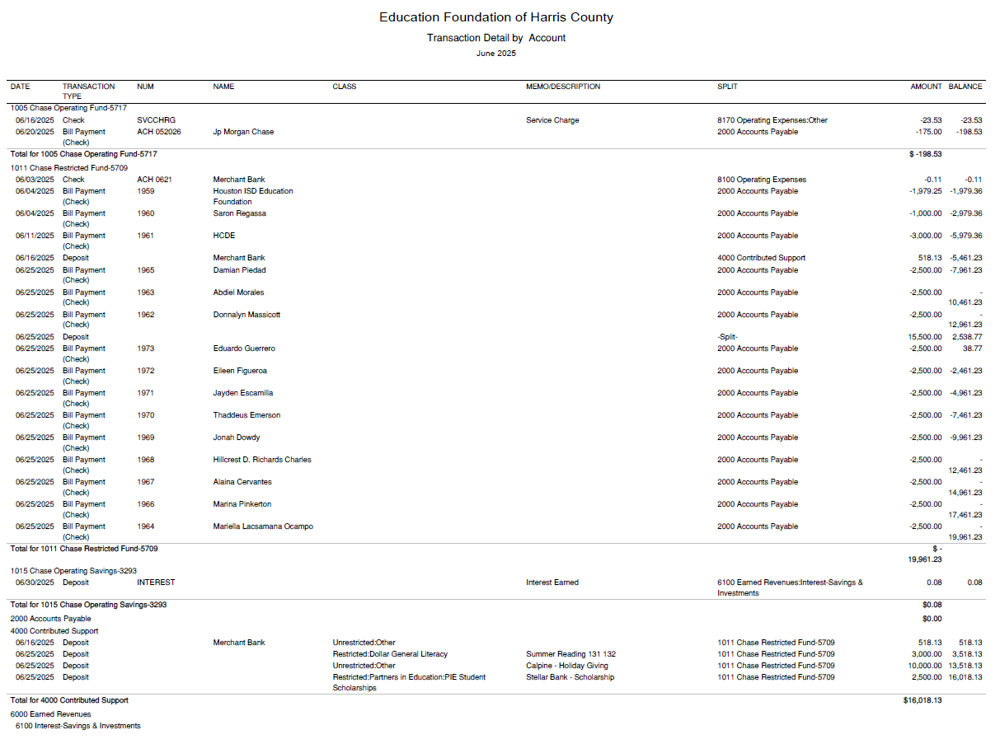 Education Foundation of Harris County
Transaction Detail by Account
June 2025
DATE TRANSACTION TYPE NUM NAME CLASS MEMO/DESCRIPTION SPLIT AMOUNT BALANCE
1005 Chase Operating Fund-5717
06/16/2025 Check SVCCHRG Service Charge 8170 Operating Expenses:Other -23.53 -23.53
06/20/2025 Bill Payment ACH 052026 Jp Morgan Chase 2000 Accounts Payable -175.00 -198.53
(Check)
Total for 1005 Chase Operating Fund-5717 $ -198.53
1011 Chase Restricted Fund-5709
06/03/2025 Check ACH 0621 Merchant Bank 8100 Operating Expenses -0.11 -0.11
06/04/2025 Bill Payment 1959 Houston ISD Education 2000 Accounts Payable -1,979.25 -1,979.36
(Check) Foundation
06/04/2025 Bill Payment 1960 Saron Regassa 2000 Accounts Payable -1,000.00 -2,979.36
(Check)
06/11/2025 Bill Payment 1961 HCDE 2000 Accounts Payable -3,000.00 -5,979.36
(Check)
06/16/2025 Deposit Merchant Bank 4000 Contributed Support 518.13 -5,461.23
06/25/2025 Bill Payment 1965 Damian Piedad 2000 Accounts Payable -2,500.00 -7,961.23
(Check)
06/25/2025 Bill Payment 1963 Abdiel Morales 2000 Accounts Payable -2,500.00 -
(Check) 10,461.23
06/25/2025 Bill Payment 1962 Donnalyn Massicott 2000 Accounts Payable -2,500.00 -
(Check) 12,961.23
06/25/2025 Deposit -Split- 15,500.00 2,538.77
06/25/2025 Bill Payment 1973 Eduardo Guerrero 2000 Accounts Payable -2,500.00 38.77
(Check)
06/25/2025 Bill Payment 1972 Eileen Figueroa 2000 Accounts Payable -2,500.00 -2,461.23
(Check)
06/25/2025 Bill Payment 1971 Jayden Escamilla 2000 Accounts Payable -2,500.00 -4,961.23
(Check)
06/25/2025 Bill Payment 1970 Thaddeus Emerson 2000 Accounts Payable -2,500.00 -7,461.23
(Check)
06/25/2025 Bill Payment 1969 Jonah Dowdy 2000 Accounts Payable -2,500.00 -9,961.23
(Check)
06/25/2025 Bill Payment 1968 Hillcrest D. Richards Charles 2000 Accounts Payable -2,500.00 -
(Check) 12,461.23
06/25/2025 Bill Payment 1967 Alaina Cervantes 2000 Accounts Payable -2,500.00 -
(Check) 14,961.23
06/25/2025 Bill Payment 1966 Marina Pinkerton 2000 Accounts Payable -2,500.00 -
(Check) 17,461.23
06/25/2025 Bill Payment 1964 Mariella Lacsamana Ocampo 2000 Accounts Payable -2,500.00 -
(Check) 19,961.23
Total for 1011 Chase Restricted Fund-5709 $ -
19,961.23
1015 Chase Operating Savings-3293
06/30/2025 Deposit INTEREST Interest Earned 6100 Earned Revenues:Interest-Savings & 0.08 0.08
Investments
Total for 1015 Chase Operating Savings-3293 $0.08
2000 Accounts Payable $0.00
4000 Contributed Support
06/16/2025 Deposit Merchant Bank Unrestricted:Other 1011 Chase Restricted Fund-5709 518.13 518.13
06/25/2025 Deposit Restricted:Dollar General Literacy Summer Reading 131 132 1011 Chase Restricted Fund-5709 3,000.00 3,518.13
06/25/2025 Deposit Unrestricted:Other Calpine - Holiday Giving 1011 Chase Restricted Fund-5709 10,000.00 13,518.13
06/25/2025 Deposit Restricted:Partners in Education:PIE Student Stellar Bank - Scholarship 1011 Chase Restricted Fund-5709 2,500.00 16,018.13
Scholarships
Total for 4000 Contributed Support $16,018.13
6000 Earned Revenues
6100 Interest-Savings & Investments